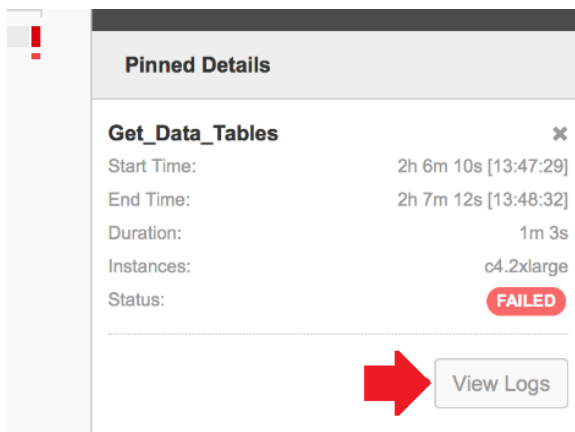 Pinned Details
Get_Data_Tables ×
Start Time: 2h 6m 10s [13:47:29]
End Time: 2h 7m 12s [13:48:32]
Duration: 1m 3s
Instances: c4.2xlarge
Status: FAILED
View Logs